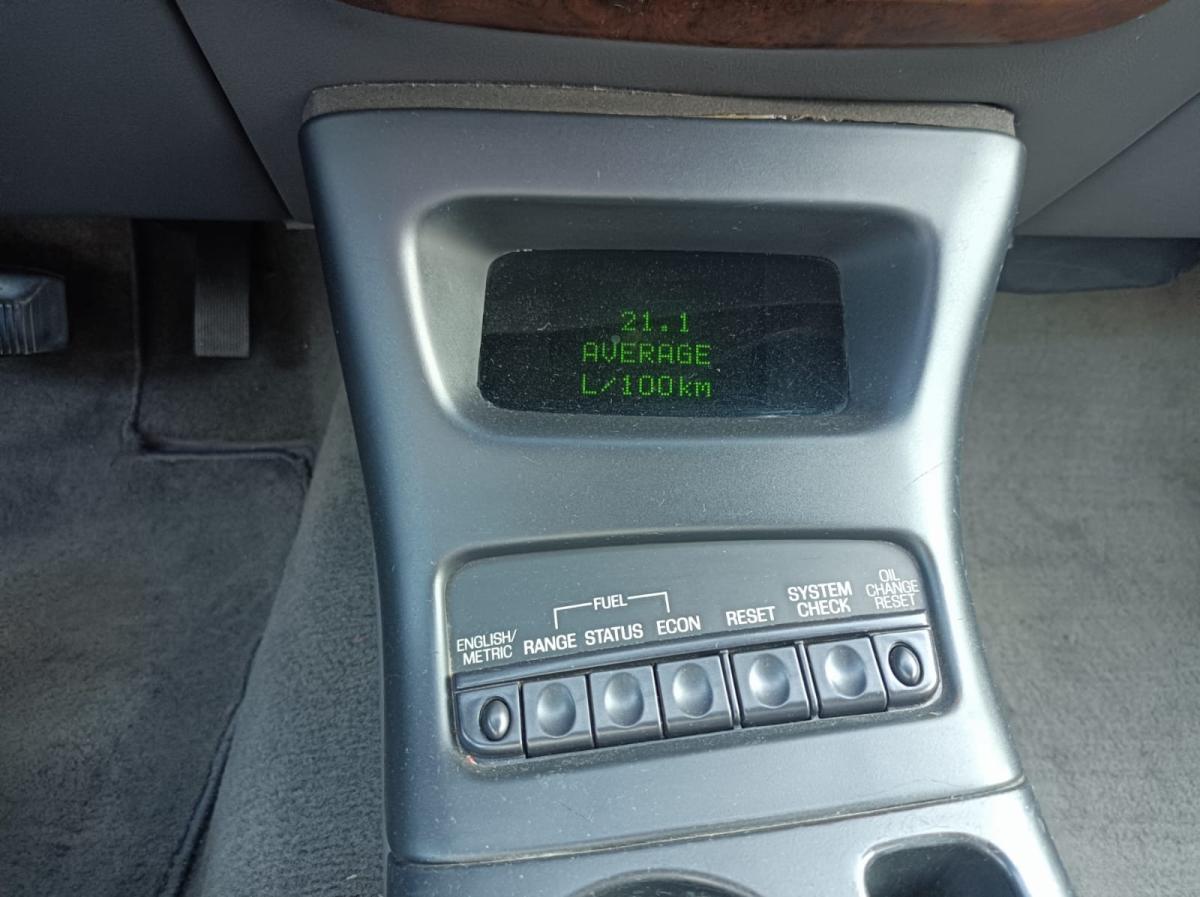 21.1
AVERAGE
L/100km
FUEL
ENGLISH/
METRIC
RANGE
STATUS
ECON
RESET
SYSTEM
CHECK
OIL
CHANGE
RESET